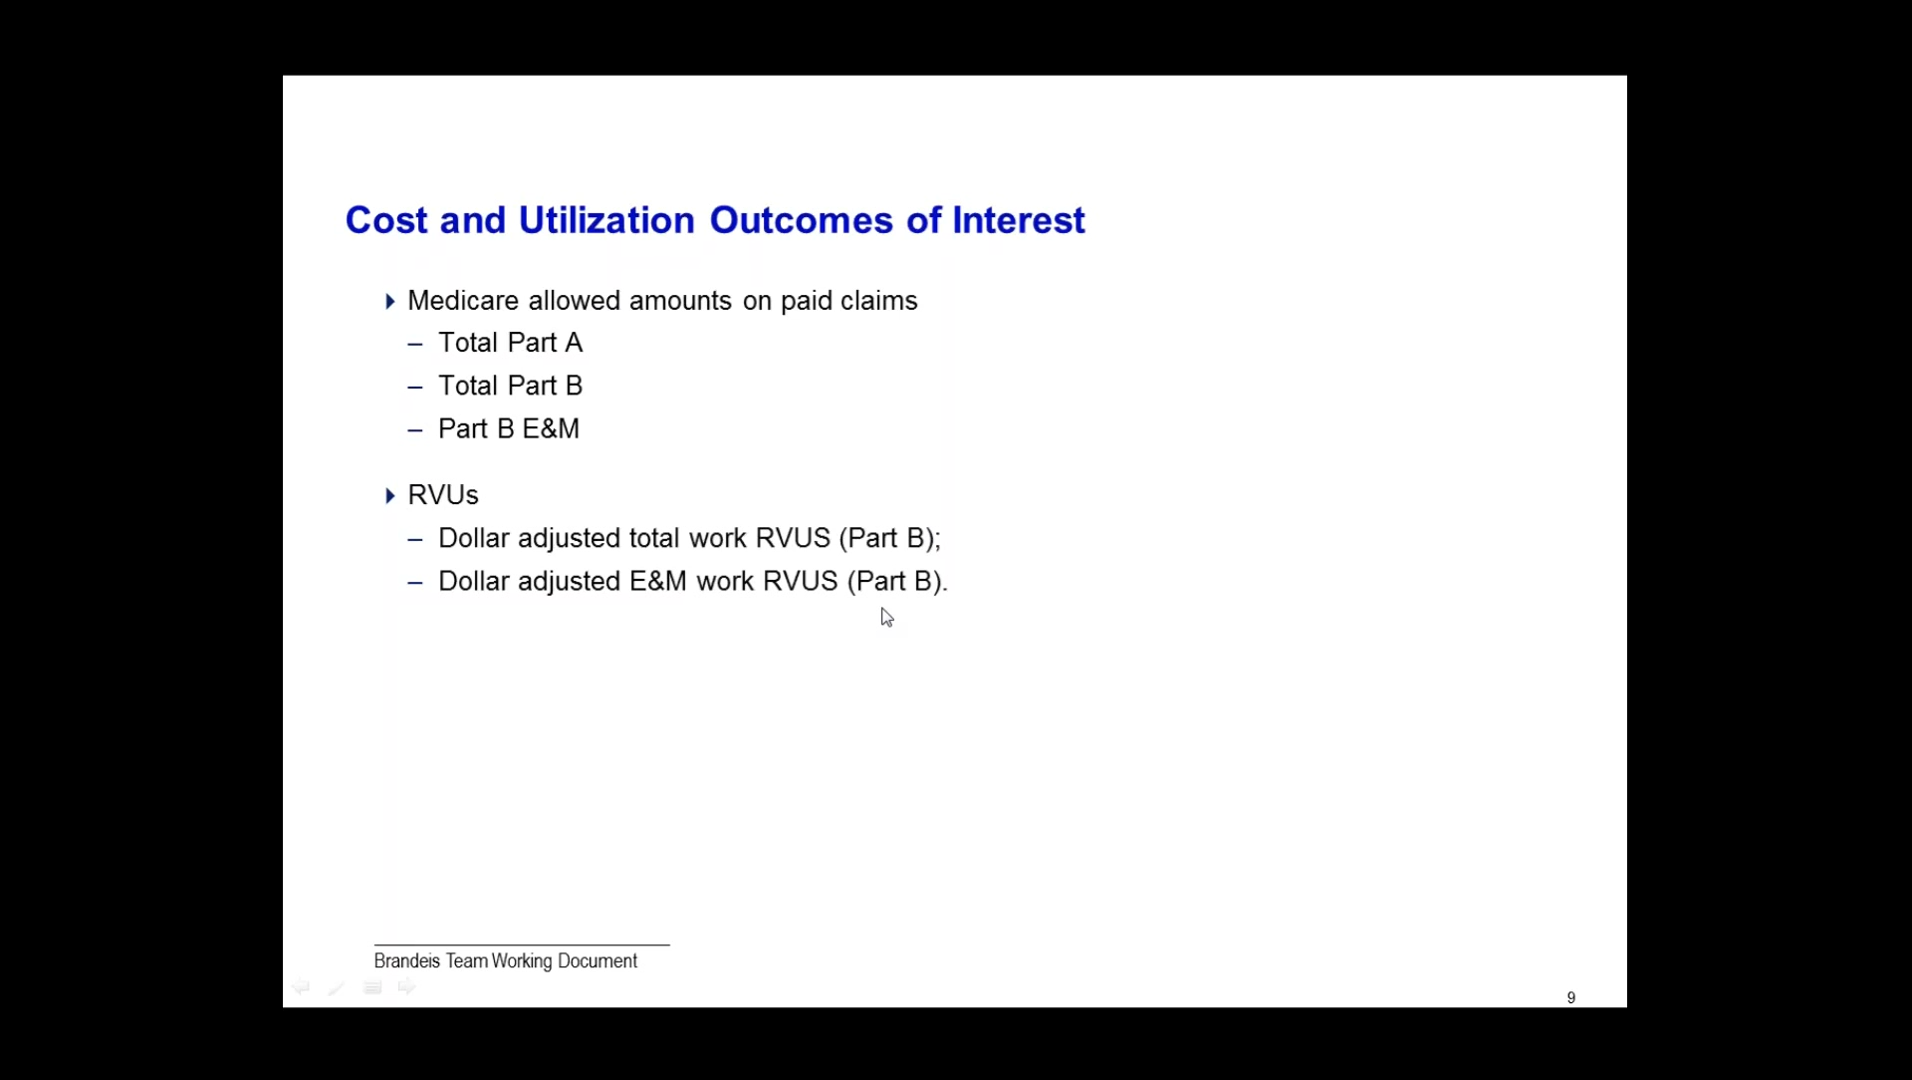 Cost and Utilization Outcomes of Interest
Medicare allowed amounts on paid claims
– Total Part A
– Total Part B
– Part B E&M
RVUs
– Dollar adjusted total work RVUS (Part B);
– Dollar adjusted E&M work RVUS (Part B).
Brandeis Team Working Document
9